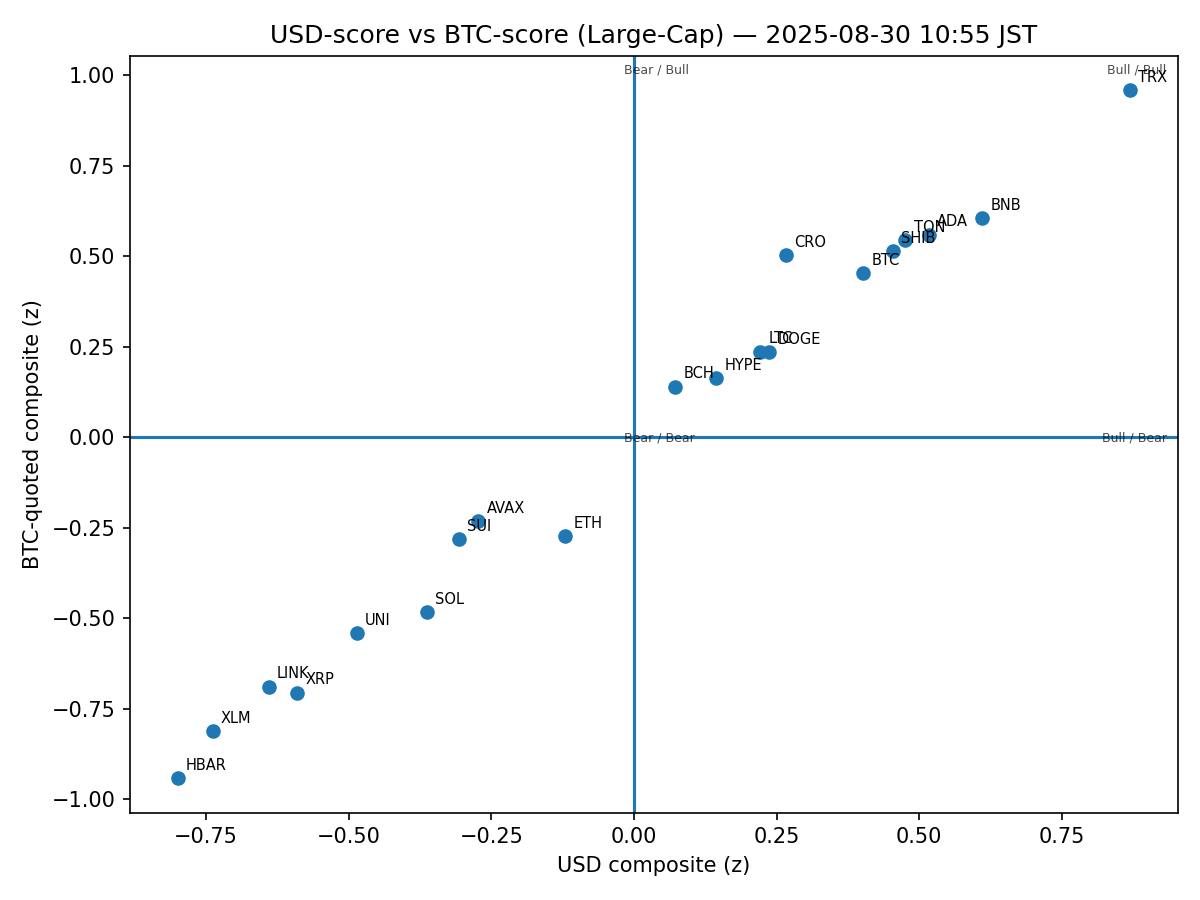 USD-score vs BTC-score (Large-Cap) — 2025-08-30 10:55 JST
Bear / Bull
Bull / Bull
1.00
TRX
0.75
BNB
ADA
TON
SHIB
CRO
0.50
BTC
LTC
DOGE
0.25
HYPE
BCH
0.00
Bear / Bear
Bull / Bear
AVAX
SUI
ETH
−0.25
SOL
−0.50
UNI
LINK
XRP
−0.75
XLM
HBAR
−1.00
BTC-quoted composite (z)
−0.75
−0.50
−0.25
0.00
0.25
0.50
0.75
USD composite (z)